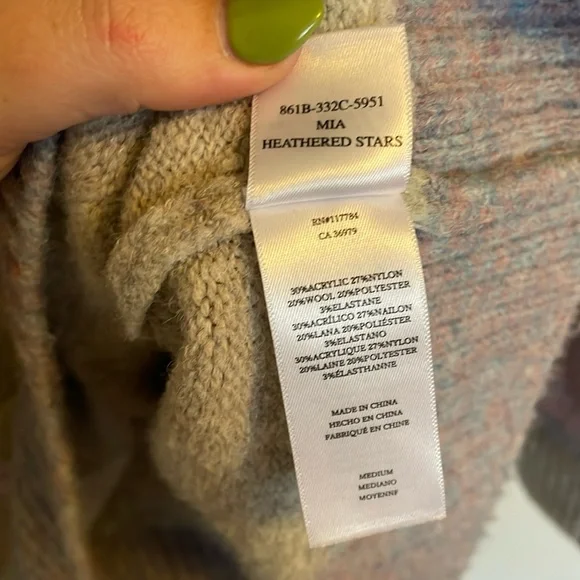 861B-332C-5951
MIA
HEATHERED STARS
RN#117784
CA 36979
30%ACRYLIC 27%NYLON
20%WOOL 20%POLYESTER
3%ELASTANE
30%ACRÍLICO 27%NAILON
20%LANA 20%POLIÉSTER
3%ELASTANO
30%ACRYLIQUE 27%NYLON
20%LAINE 20%POLYESTER
3%ÉLASTHANNE
MADE IN CHINA
HECHO EN CHINA
FABRIQUÉ EN CHINE
MEDIUM
MEDIANO
MOYENNE